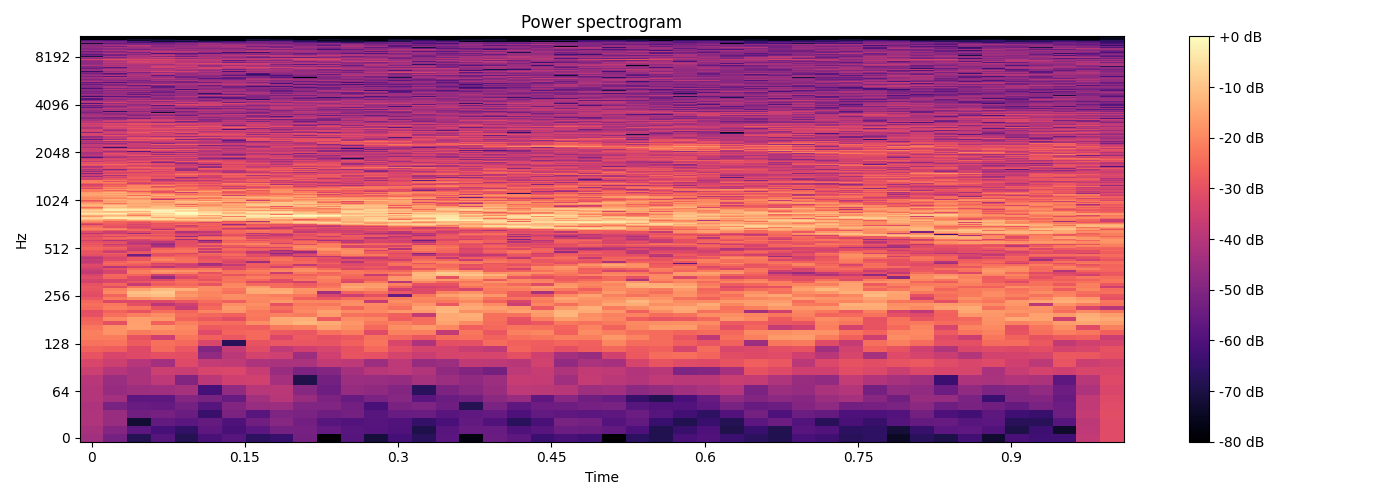 Power spectrogram
8192
4096
2048
1024
512
256
128
64
0
Hz
0
0.15
0.3
0.45
0.6
0.75
0.9
Time
+0 dB
-10 dB
-20 dB
-30 dB
-40 dB
-50 dB
-60 dB
-70 dB
-80 dB